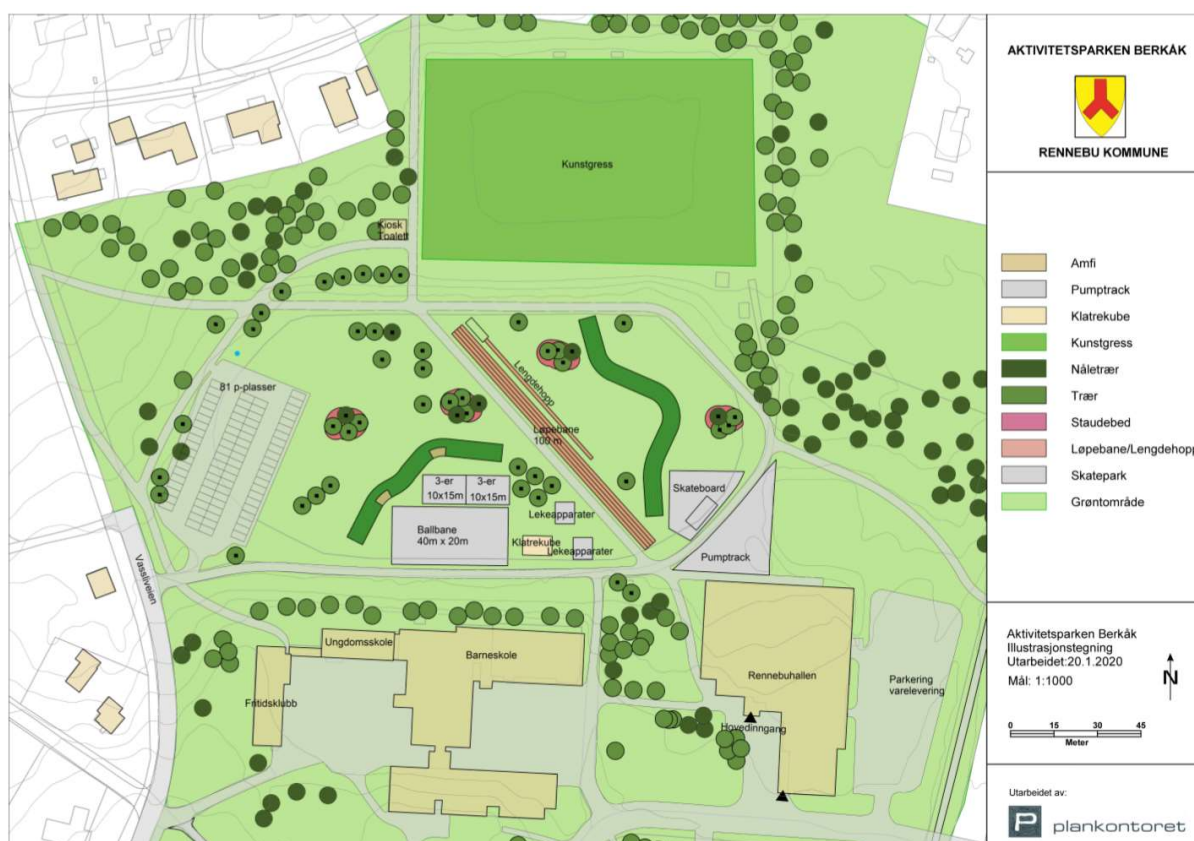 AKTIVITETSPARKEN BERKÅK
RENNEBU KOMMUNE
Amfi
Pumptrack
Klatrekube
Kunstgress
Nåletrær
Trær
Staudebed
Løpebane/Lengdehopp
Skatepark
Grøntområde
Aktivitetsparken Berkåk
Illustrasjonstegning
Utarbeidet:20.1.2020
Mål: 1:1000
N
0 15 30 45
Meter
Utarbeidet av:
P plankontoret
Kunstgress
Kiosk
Toalett
81 p-plasser
Lengdehopp
Løpebane
100 m
3-er
10x15m
3-er
10x15m
Skateboard
Lekeapparater
Ballbane
40m x 20m
Klatrekube
Lekeapparater
Pumptrack
Vassliveien
Ungdomsskole
Barneskole
Fritidsklubb
Rennebuhallen
Parkering
varelevering
Hovedinngang